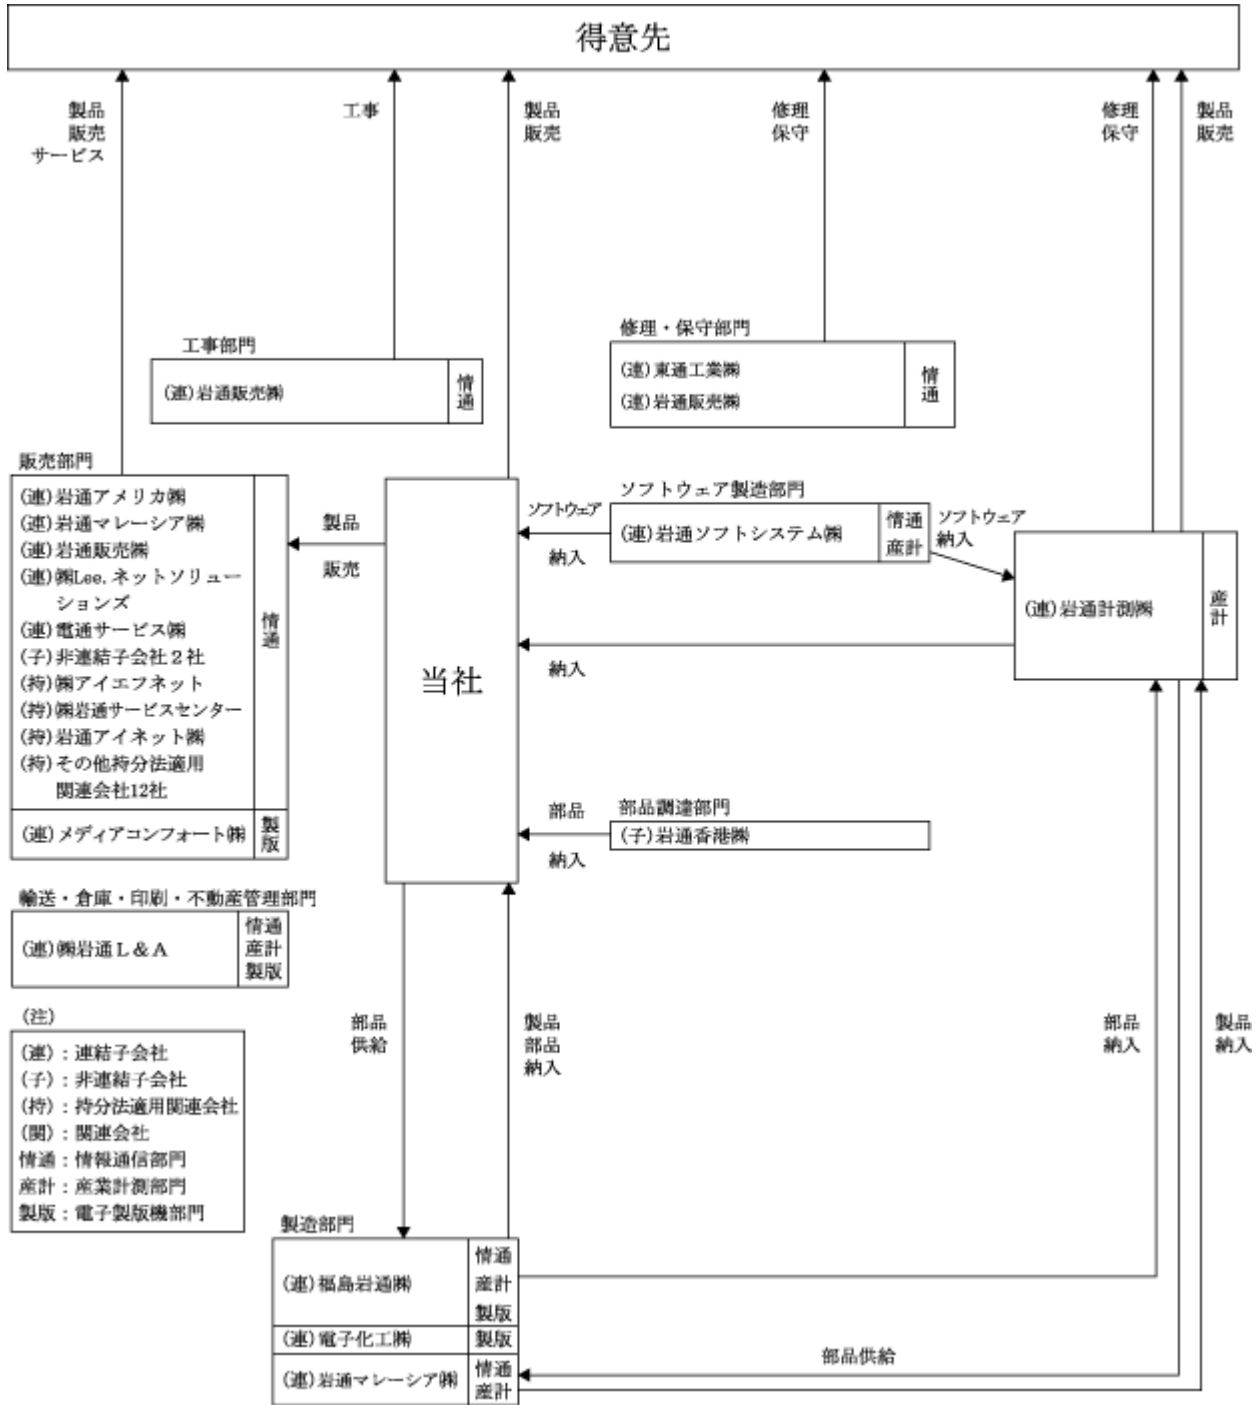 得意先
製品
販売
サービス
工事
製品
販売
修理
保守
修理
保守
製品
販売
工事部門
(連)岩通販売㈱
情通
修理・保守部門
(連)東通工業㈱
(連)岩通販売㈱
情通
販売部門
(連)岩通アメリカ㈱
(連)岩通マレーシア㈱
(連)岩通販売㈱
(連)㈱Lee.ネットソリュー
ションズ
(連)電通サービス㈱
(子)非連結子会社２社
(持)㈱アイエフネット
(持)㈱岩通サービスセンター
(持)岩通アイネット㈱
(持)その他持分法適用
関連会社12社
情通
(連)メディアコンフォート㈱
製版
製品
販売
当社
ソフトウェア
納入
ソフトウェア製造部門
(連)岩通ソフトシステム㈱
情通
産計
ソフトウェア
納入
(連)岩通計測㈱
産計
納入
部品
納入
部品調達部門
(子)岩通香港㈱
輸送・倉庫・印刷・不動産管理部門
(連)㈱岩通Ｌ＆Ａ
情通
産計
製版
(注)
(連)：連結子会社
(子)：非連結子会社
(持)：持分法適用関連会社
(関)：関連会社
情通：情報通信部門
産計：産業計測部門
製版：電子製版機部門
部品
供給
製品
部品
納入
部品
納入
製品
納入
製造部門
(連)福島岩通㈱
情通
産計
製版
(連)電子化工㈱
製版
(連)岩通マレーシア㈱
情通
産計
部品供給